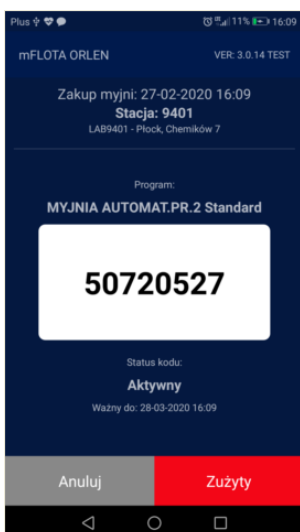 Plus 11% 16:09
mFLOTA ORLEN VER: 3.0.14 TEST
Zakup myjni: 27-02-2020 16:09
Stacja: 9401
LAB9401 - Płock, Chemików 7
Program:
MYJNIA AUTOMAT.PR.2 Standard
50720527
Status kodu:
Aktywny
Ważny do: 28-03-2020 16:09
Anuluj Zużyty